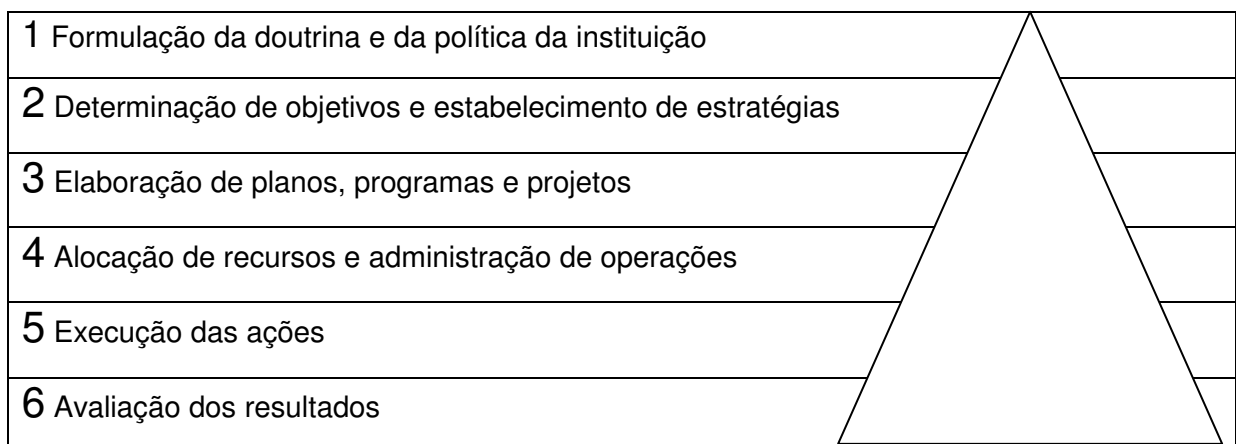 1 Formulação da doutrina e da política da instituição
2 Determinação de objetivos e estabelecimento de estratégias
3 Elaboração de planos, programas e projetos
4 Alocação de recursos e administração de operações
5 Execução das ações
6 Avaliação dos resultados